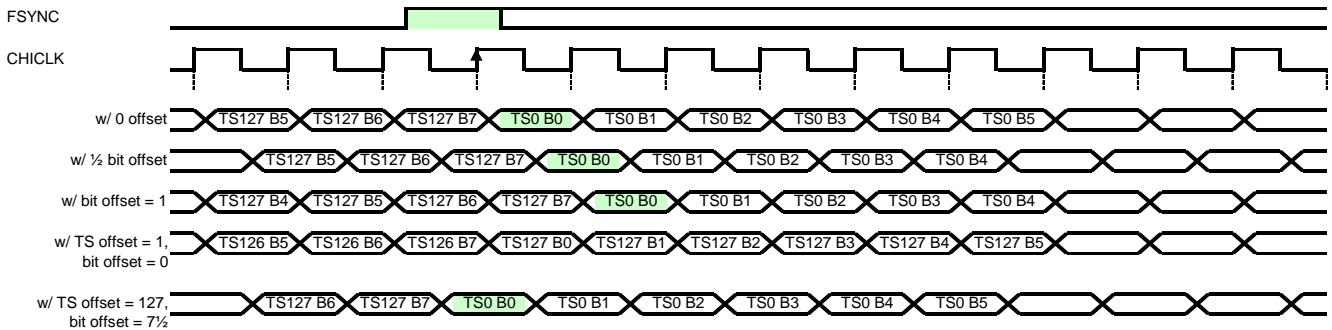 FSYNC
CHICLK
w/ 0 offset TS127 B5 TS127 B6 TS127 B7 TS0 B0 TS0 B1 TS0 B2 TS0 B3 TS0 B4 TS0 B5
w/ ½ bit offset TS127 B5 TS127 B6 TS127 B7 TS0 B0 TS0 B1 TS0 B2 TS0 B3 TS0 B4
w/ bit offset = 1 TS127 B4 TS127 B5 TS127 B6 TS127 B7 TS0 B0 TS0 B1 TS0 B2 TS0 B3 TS0 B4
w/ TS offset = 1, TS126 B5 TS126 B6 TS126 B7 TS127 B0 TS127 B1 TS127 B2 TS127 B3 TS127 B4 TS127 B5
bit offset = 0
w/ TS offset = 127, TS127 B6 TS127 B7 TS0 B0 TS0 B1 TS0 B2 TS0 B3 TS0 B4 TS0 B5
bit offset = 7½